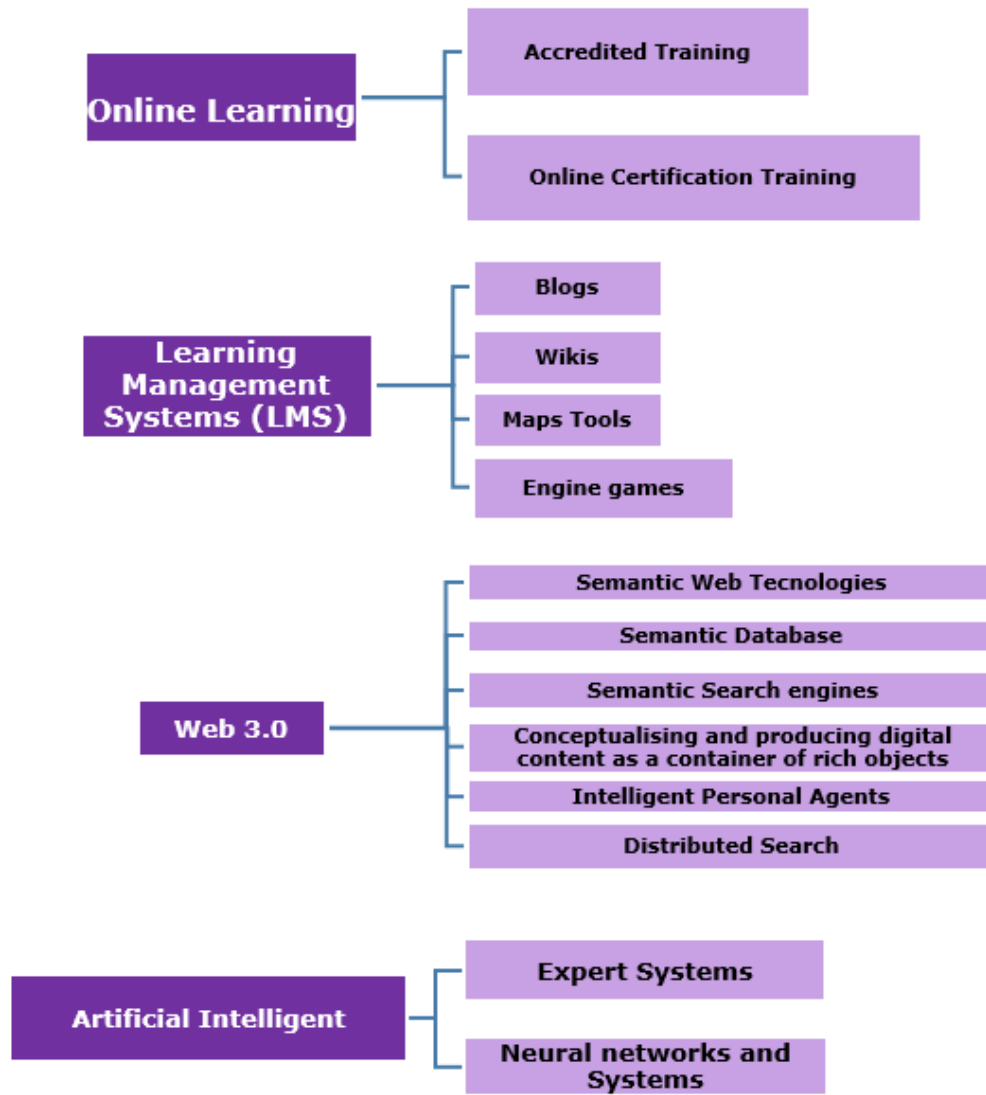 Online Learning
Accredited Training
Online Certification Training
Learning
Management
Systems (LMS)
Blogs
Wikis
Maps Tools
Engine games
Web 3.0
Semantic Web Tecnologies
Semantic Database
Semantic Search engines
Conceptualising and producing digital
content as a container of rich objects
Intelligent Personal Agents
Distributed Search
Artificial Intelligent
Expert Systems
Neural networks and
Systems